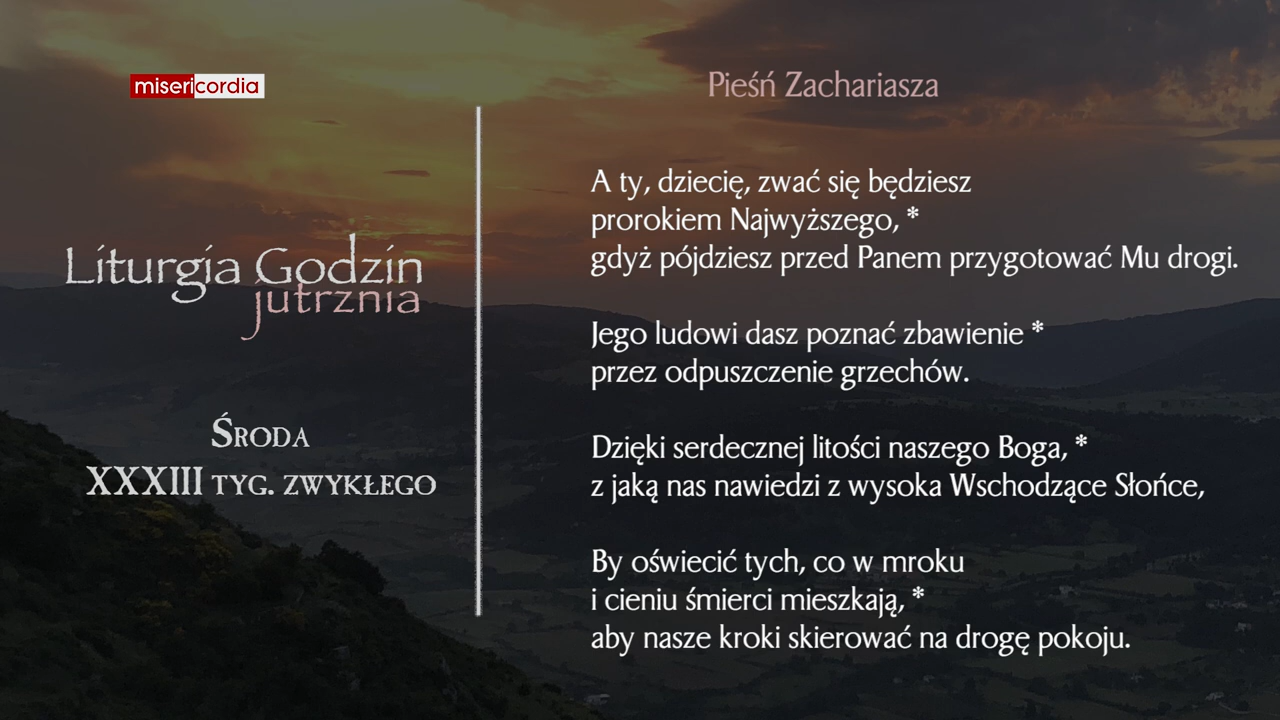 misericordia
Liturgia Godzin
jutrznia
Środa
XXXIII tyg. zwykłego
Pieśń Zachariasza
A ty, dziecię, zwać się będziesz
prorokiem Najwyższego, *
gdyż pójdziesz przed Panem przygotować Mu drogi.
Jego ludowi dasz poznać zbawienie *
przez odpuszczenie grzechów.
Dzięki serdecznej litości naszego Boga, *
z jaką nas nawiedzi z wysoka Wschodzące Słońce,
By oświecić tych, co w mroku
i cieniu śmierci mieszkają, *
aby nasze kroki skierować na drogę pokoju.